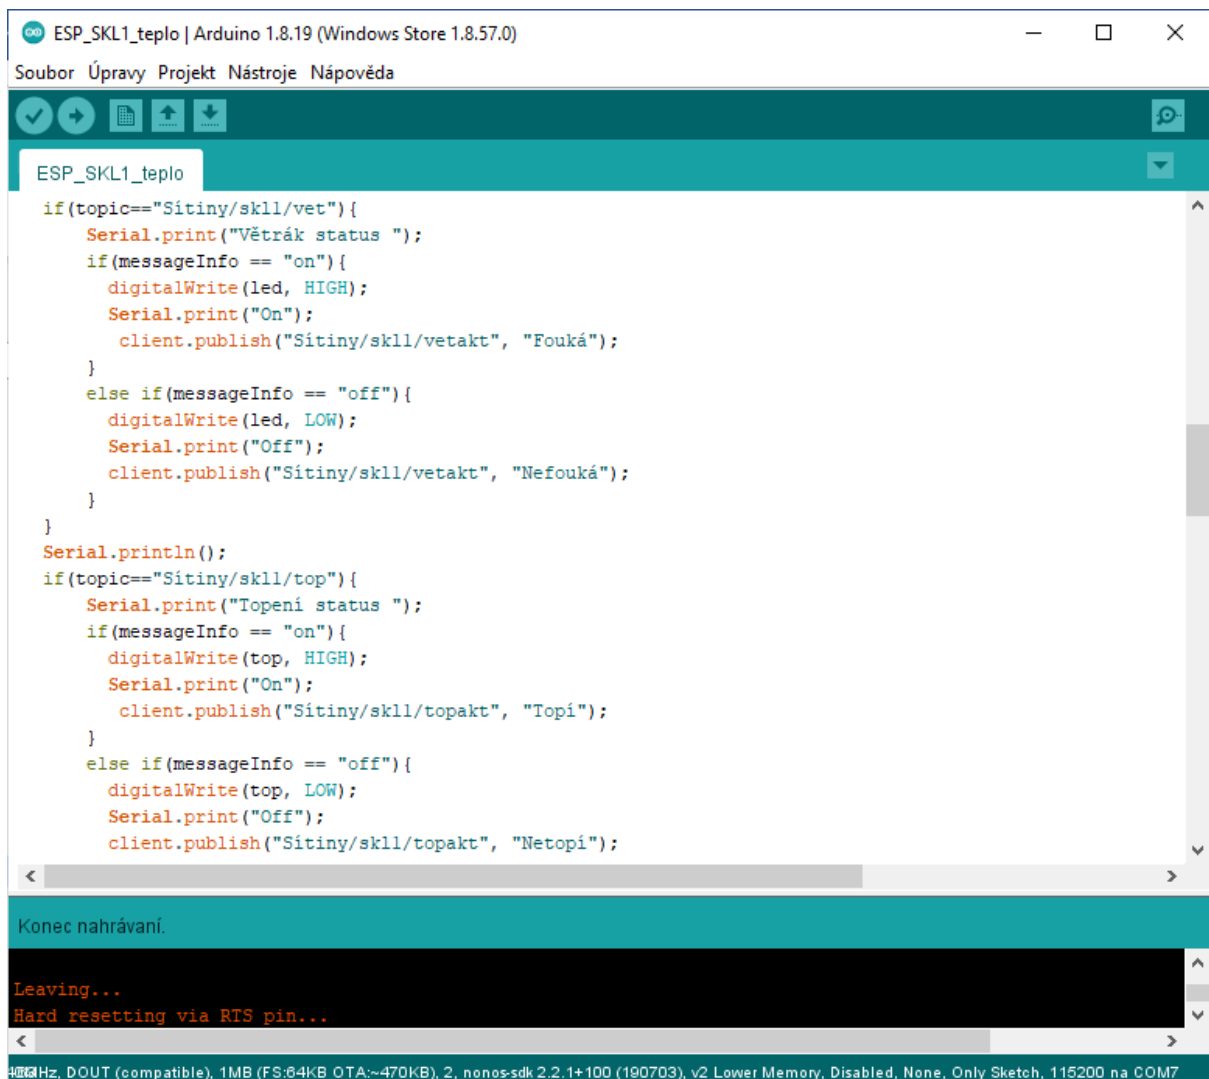 ESP_SKL1_teplo | Arduino 1.8.19 (Windows Store 1.8.57.0)
Soubor Úpravy Projekt Nástroje Nápověda
ESP_SKL1_teplo
if(topic=="Sítiny/skl1/vet"){
Serial.print("Větrák status ");
if(messageInfo == "on"){
digitalWrite(led, HIGH);
Serial.print("On");
client.publish("Sítiny/skl1/vetakt", "Fouká");
}
else if(messageInfo == "off"){
digitalWrite(led, LOW);
Serial.print("Off");
client.publish("Sítiny/skl1/vetakt", "Nefouká");
}
}
Serial.println();
if(topic=="Sítiny/skl1/top"){
Serial.print("Topení status ");
if(messageInfo == "on"){
digitalWrite(top, HIGH);
Serial.print("On");
client.publish("Sítiny/skl1/topakt", "Topí");
}
else if(messageInfo == "off"){
digitalWrite(top, LOW);
Serial.print("Off");
client.publish("Sítiny/skl1/topakt", "Netopí");
Konec nahrávaní.
Leaving...
Hard resetting via RTS pin...
DOUT (compatible), 1MB (FS:64KB OTA:~470KB), 2, nonos-sdk 2.2.1+100 (190703), v2 Lower Memory, Disabled, None, Only Sketch, 115200 na COM7